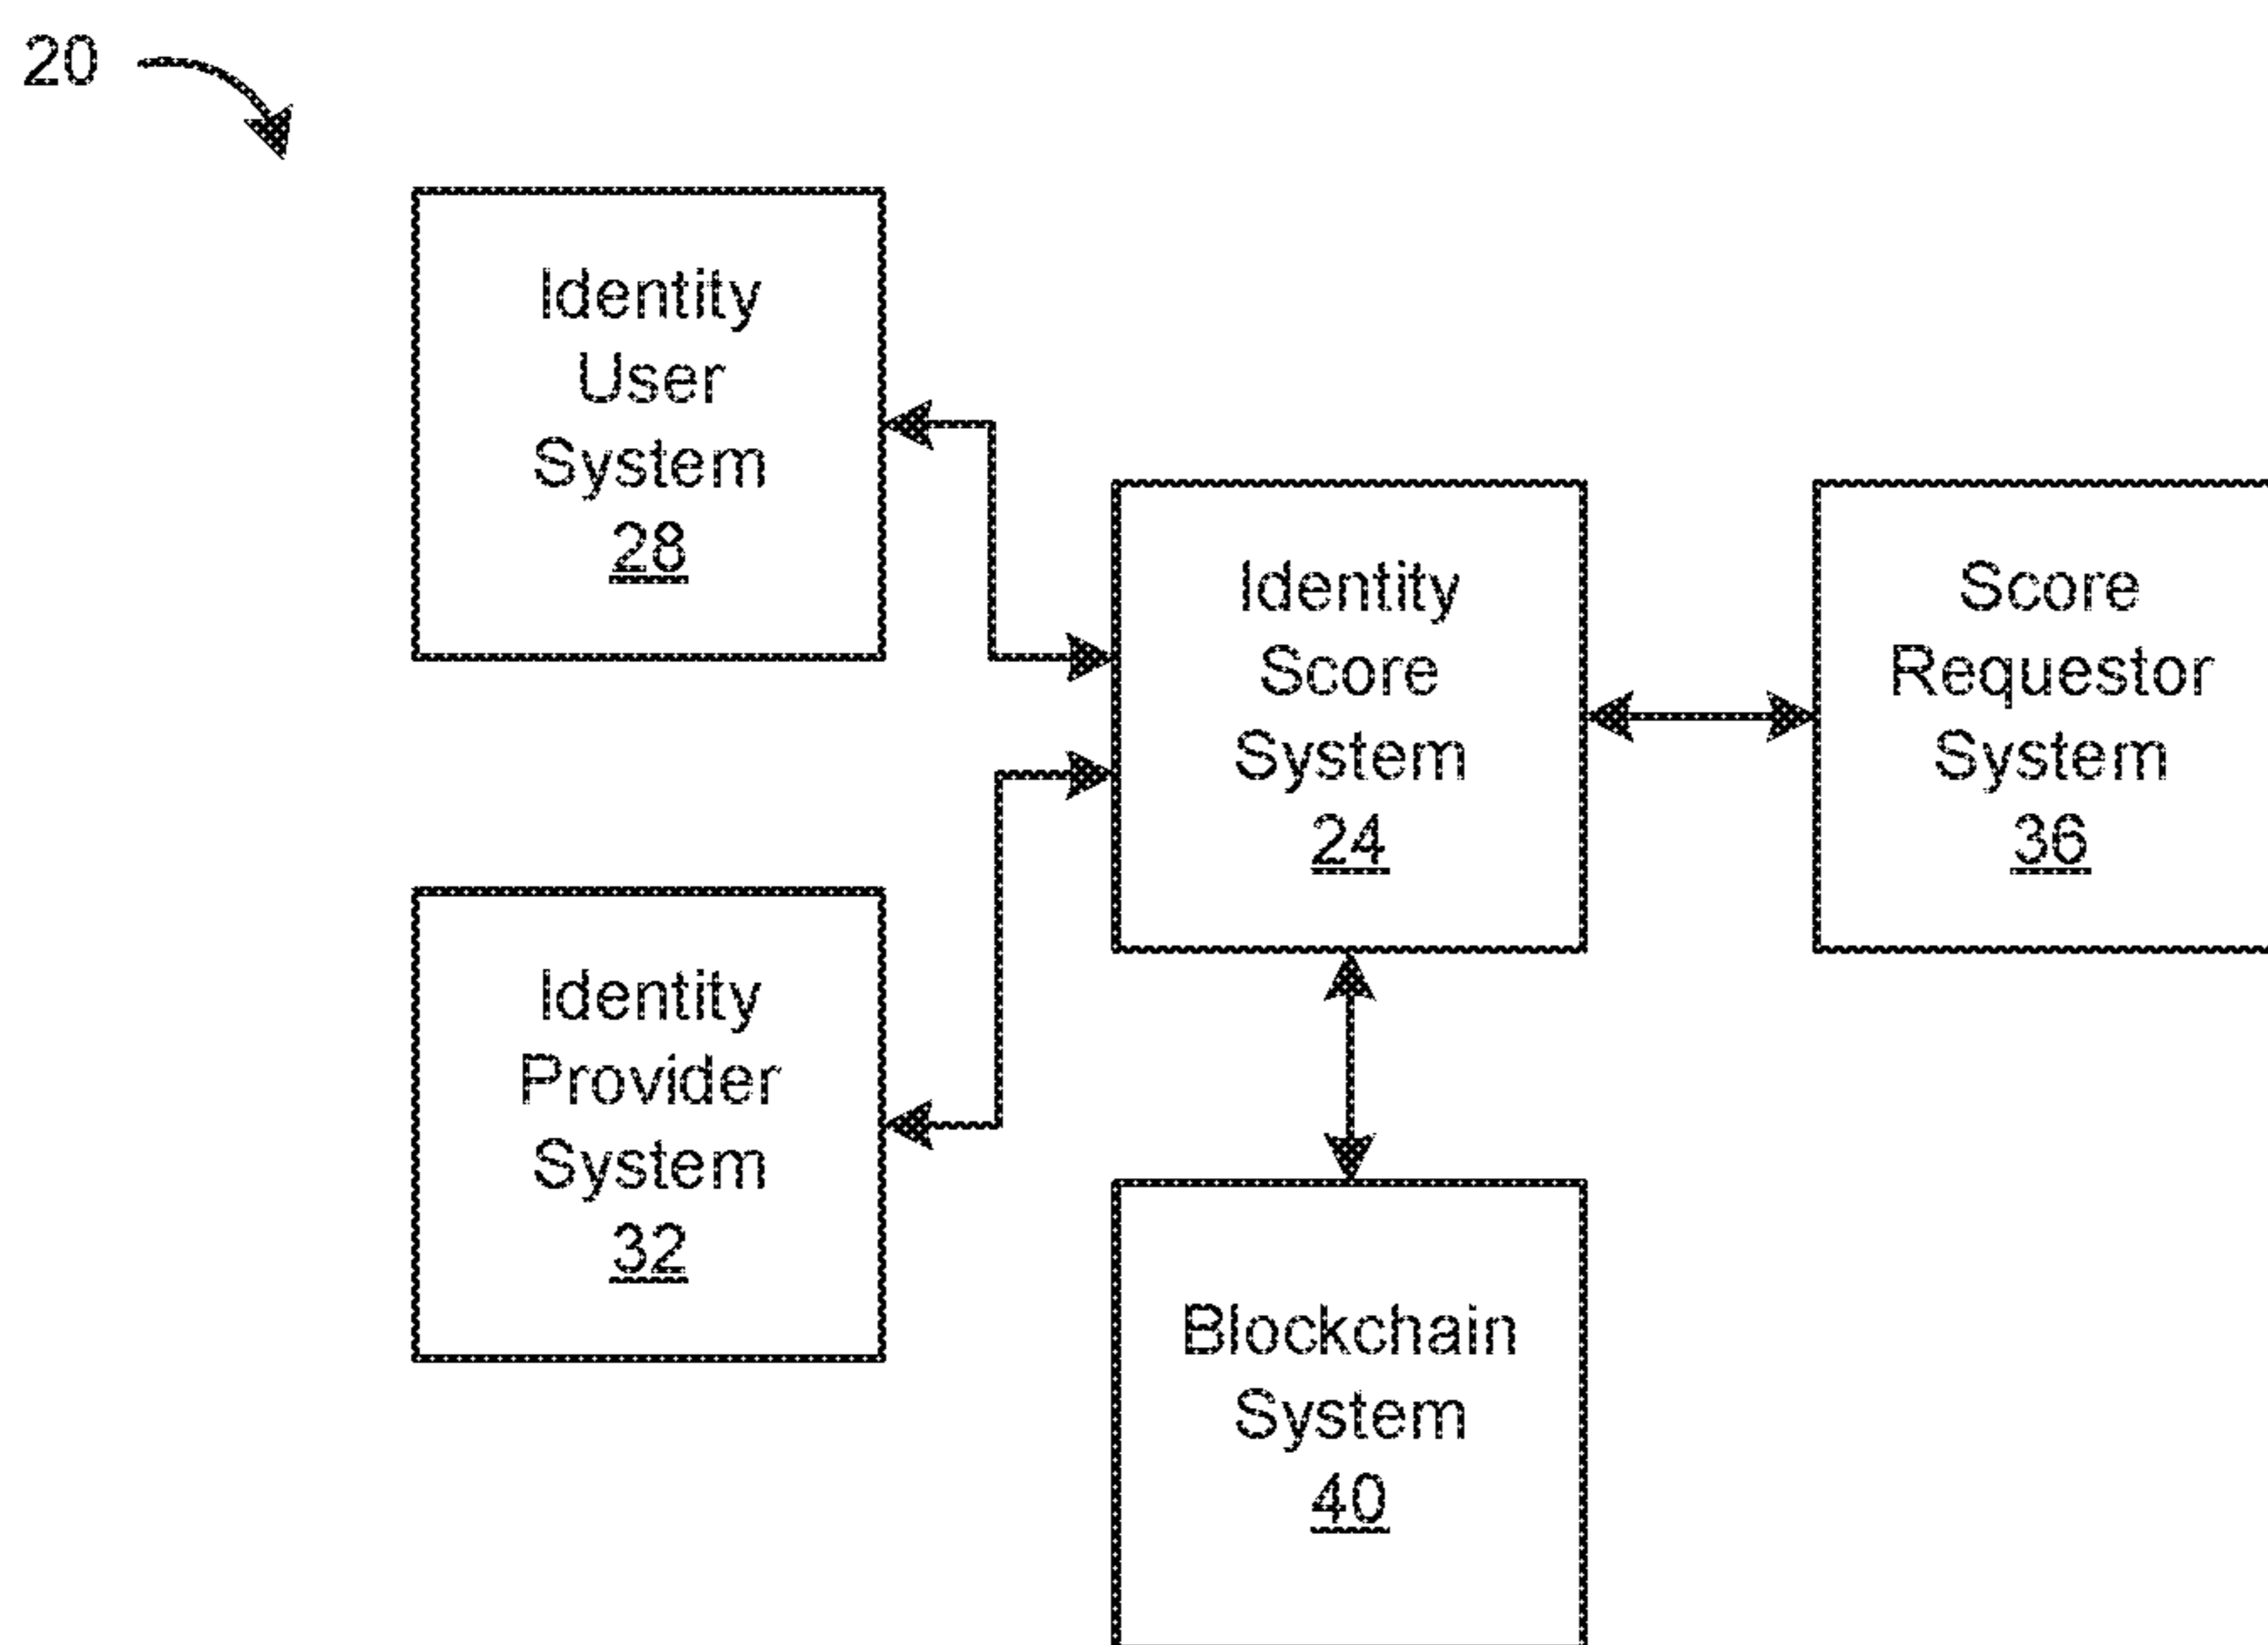 20
Identity
User
System
28
Identity
Score
System
24
Score
Requestor
System
36
Identity
Provider
System
32
Blockchain
System
40